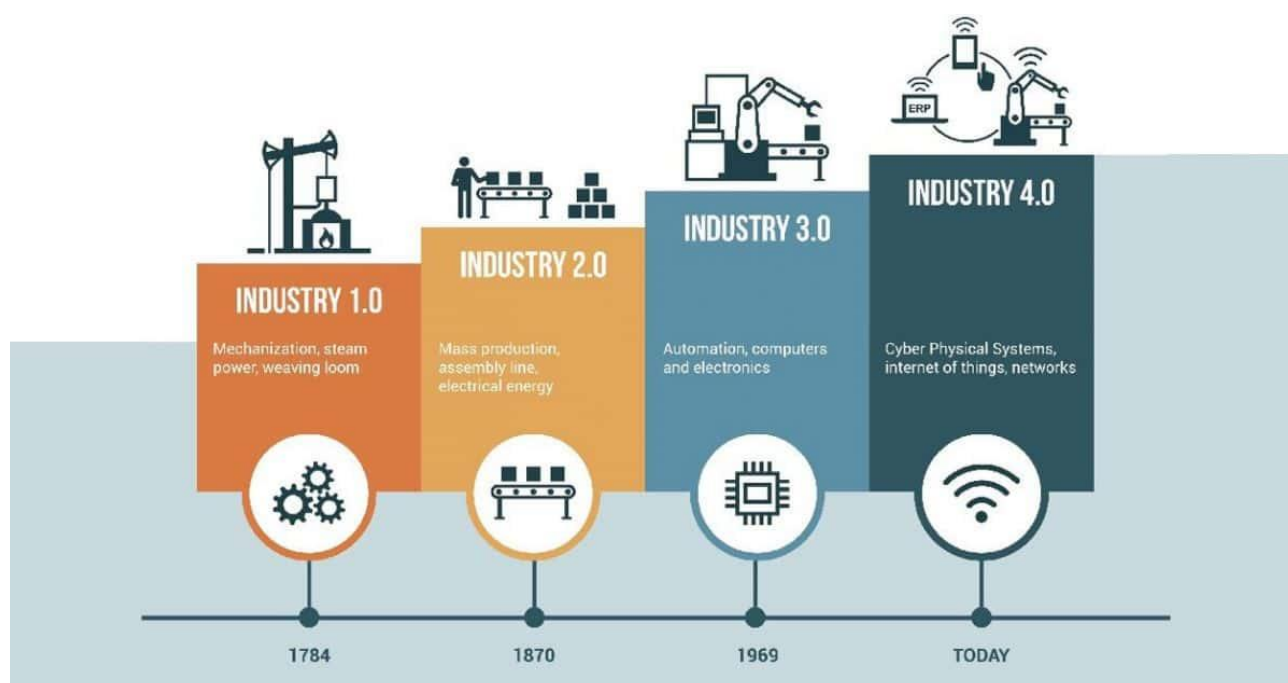 ERP
INDUSTRY 1.0
Mechanization, steam
power, weaving loom
INDUSTRY 2.0
Mass production,
assembly line,
electrical energy
INDUSTRY 3.0
Automation, computers
and electronics
INDUSTRY 4.0
Cyber Physical Systems,
internet of things, networks
1784
1870
1969
TODAY